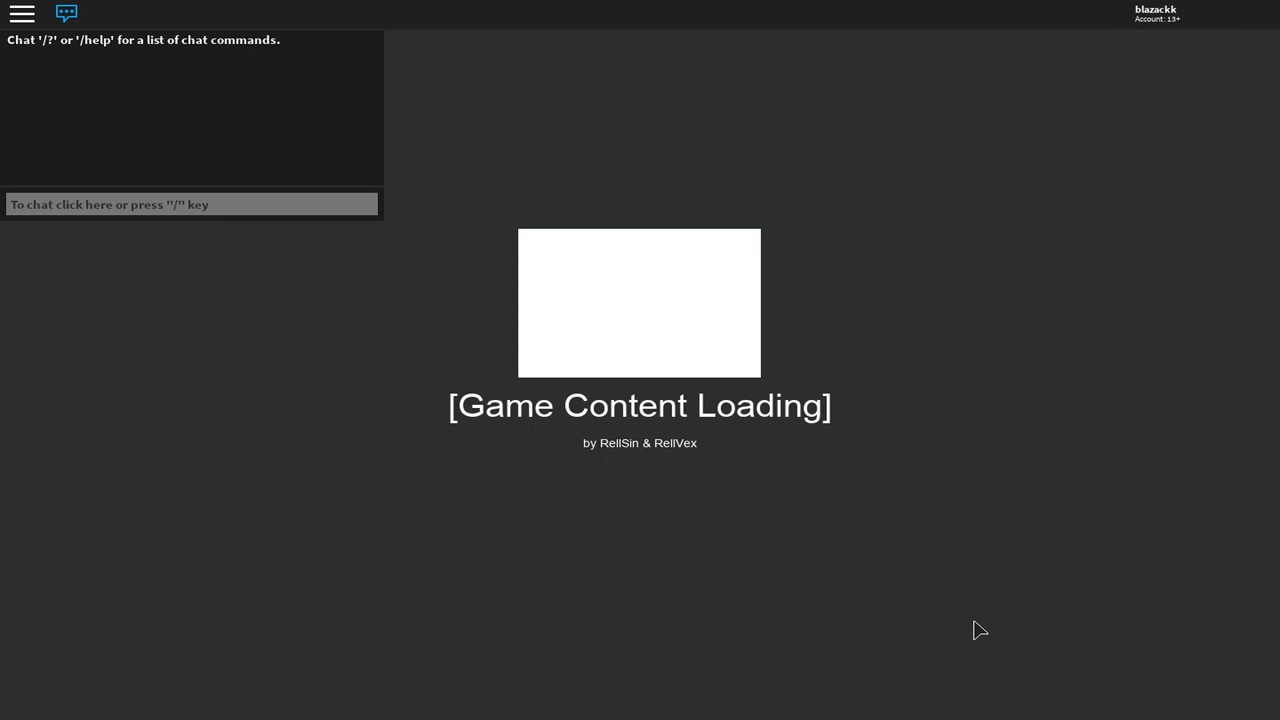 blazackk
Account: 13+
Chat '/?' or '/help' for a list of chat commands.
To chat click here or press "/" key
[Game Content Loading]
by RellSin & RellVex